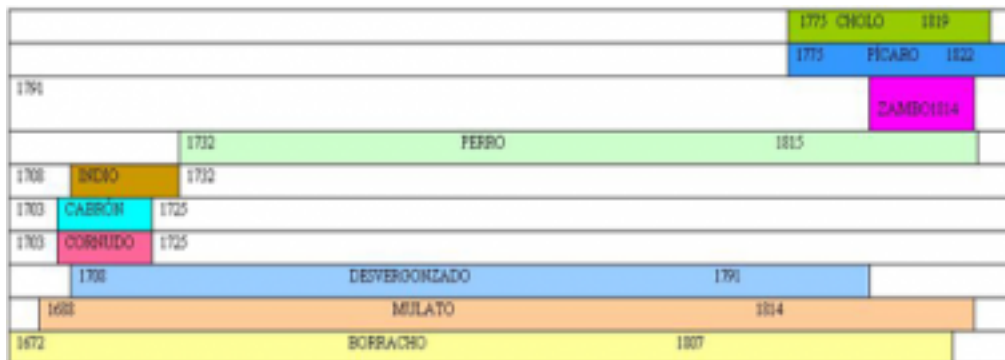 1775 CHOLO 1819
1775 PÍCARO 1822
1791
ZAMBO1814
1732 PERRO 1815
1708 INDIO 1732
1703 CABRÓN 1725
1703 CORNUDO 1725
1708 DESVERGONZADO 1791
1688 MULATO 1814
1672 BORRACHO 1807